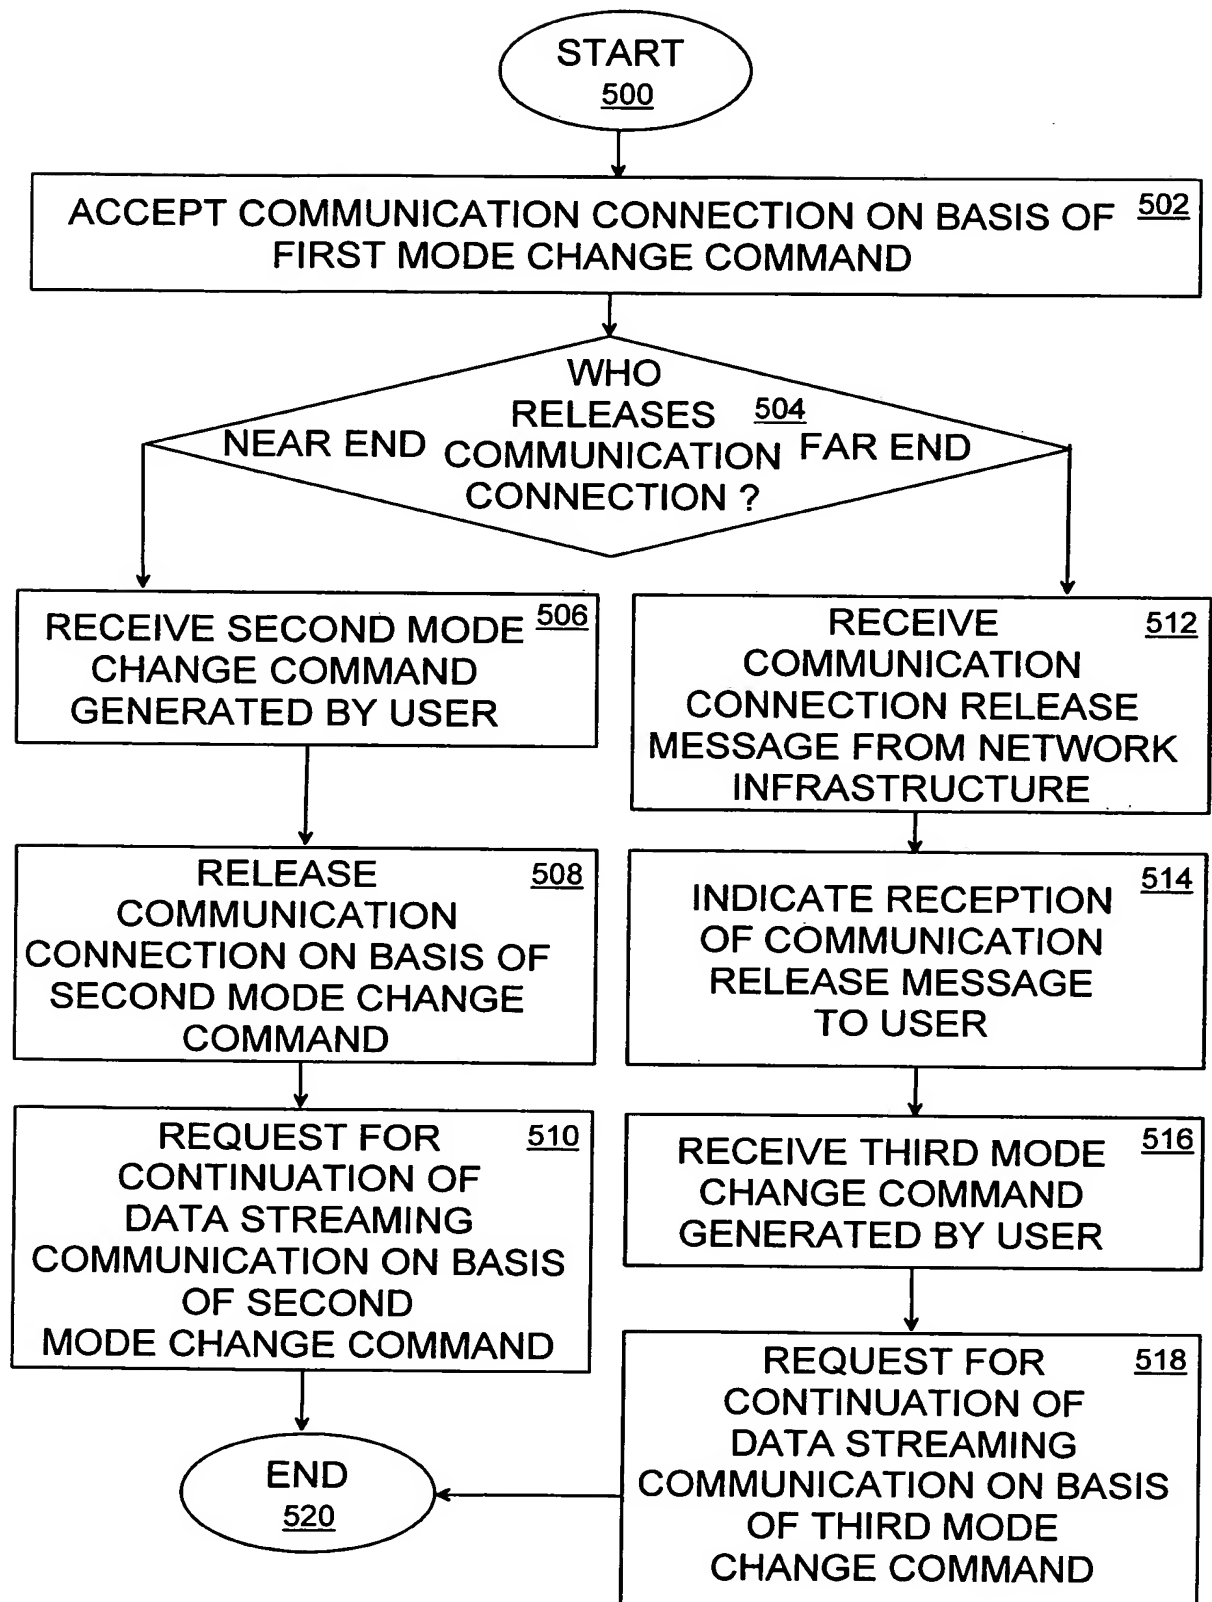 START
500
ACCEPT COMMUNICATION CONNECTION ON BASIS OF 502
FIRST MODE CHANGE COMMAND
WHO
RELEASES 504
NEAR END COMMUNICATION FAR END
CONNECTION ?
RECEIVE SECOND MODE 506
CHANGE COMMAND
GENERATED BY USER
RELEASE 508
COMMUNICATION
CONNECTION ON BASIS OF
SECOND MODE CHANGE
COMMAND
REQUEST FOR 510
CONTINUATION OF
DATA STREAMING
COMMUNICATION ON BASIS
OF SECOND
MODE CHANGE COMMAND
RECEIVE 512
COMMUNICATION
CONNECTION RELEASE
MESSAGE FROM NETWORK
INFRASTRUCTURE
INDICATE RECEPTION 514
OF COMMUNICATION
RELEASE MESSAGE
TO USER
RECEIVE THIRD MODE 516
CHANGE COMMAND
GENERATED BY USER
REQUEST FOR 518
CONTINUATION OF
DATA STREAMING
COMMUNICATION ON BASIS
OF THIRD MODE
CHANGE COMMAND
END
520